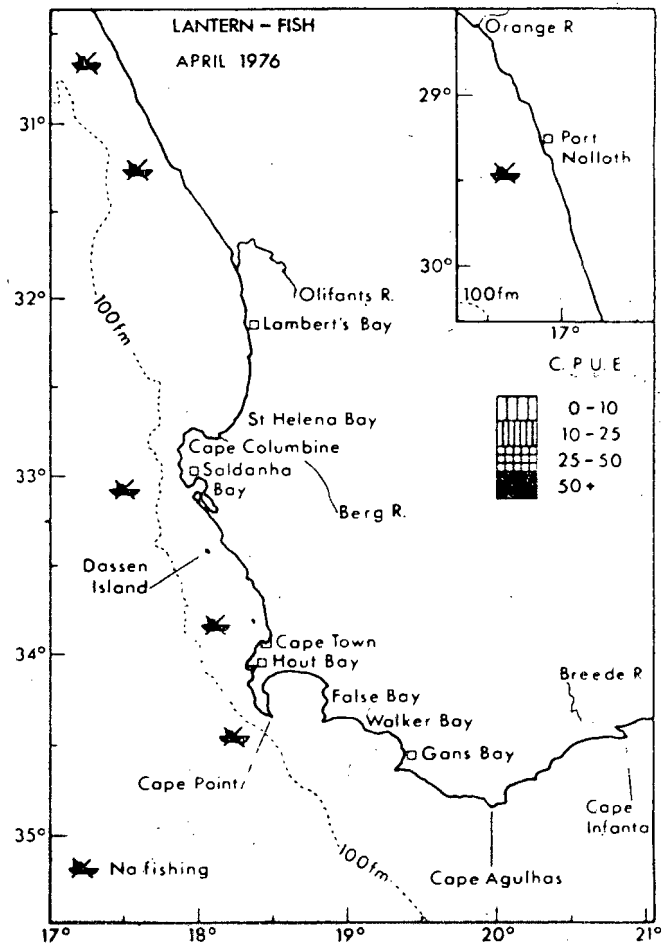 LANTERN – FISH
APRIL 1976
Orange R
29°
Port
Nolloth
30°
100fm
17°
31°
32°
33°
34°
35°
100fm
Olifants R.
Lambert's Bay
C. P. U. E
0 – 10
10 – 25
25 – 50
50 +
St Helena Bay
Cape Columbine
Saldanha
Bay
Berg R.
Dassen
Island
Cape Town
Hout Bay
False Bay
Walker Bay
Gans Bay
Breede R
Cape Point
Cape
Infanta
Cape Agulhas
100fm
No fishing
17°
18°
19°
20°
21°